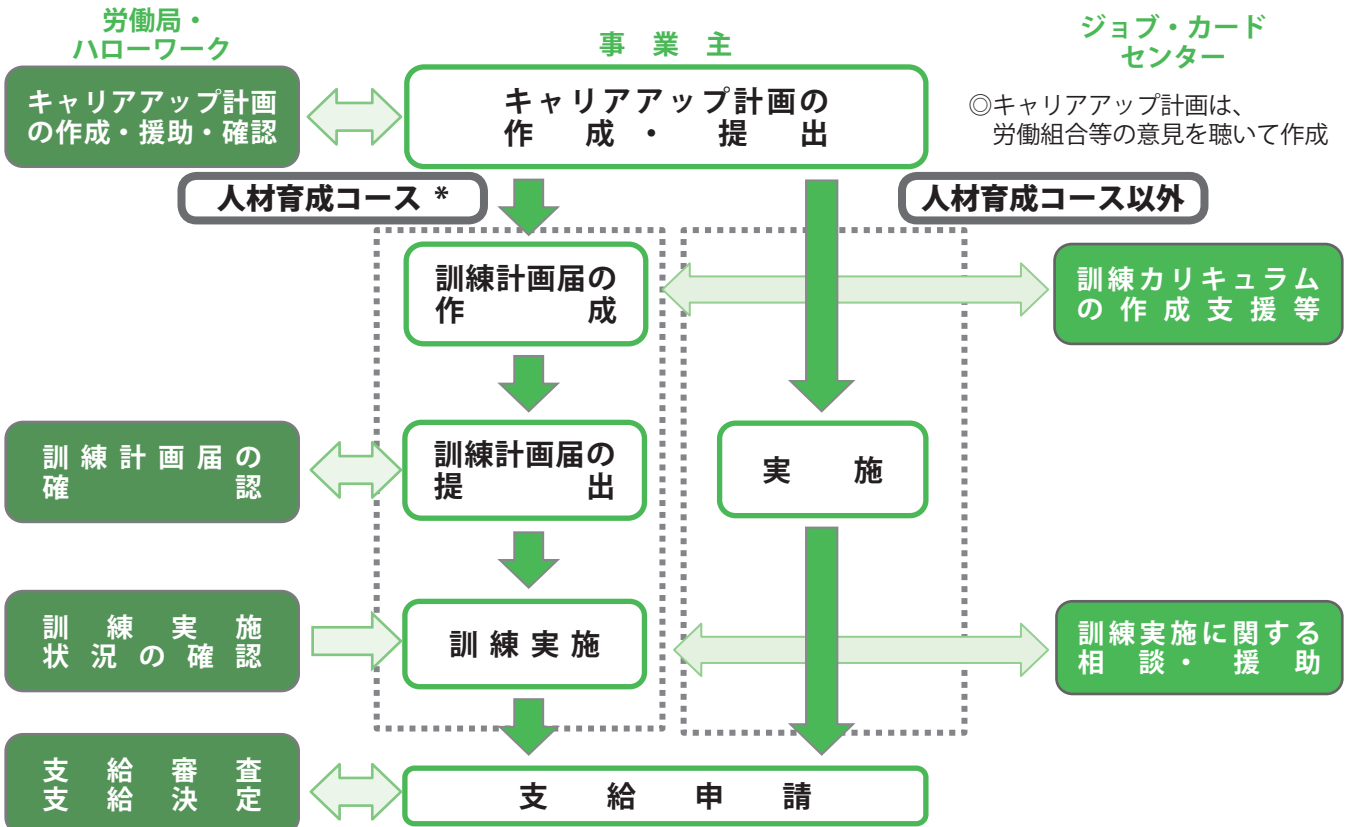 労働局・
ハローワーク
事業主
ジョブ・カード
センター
キャリアアップ計画
の作成・援助・確認
キャリアアップ計画の
作成・提出
◎キャリアアップ計画は、
労働組合等の意見を聴いて作成
人材育成コース *
人材育成コース以外
訓練計画届の
作成
訓練カリキュラム
の作成支援等
訓練計画届の
確認
訓練計画届の
提出
実施
訓練実施
状況の確認
訓練実施
訓練実施に関する
相談・援助
支給審査
支給決定
支給申請